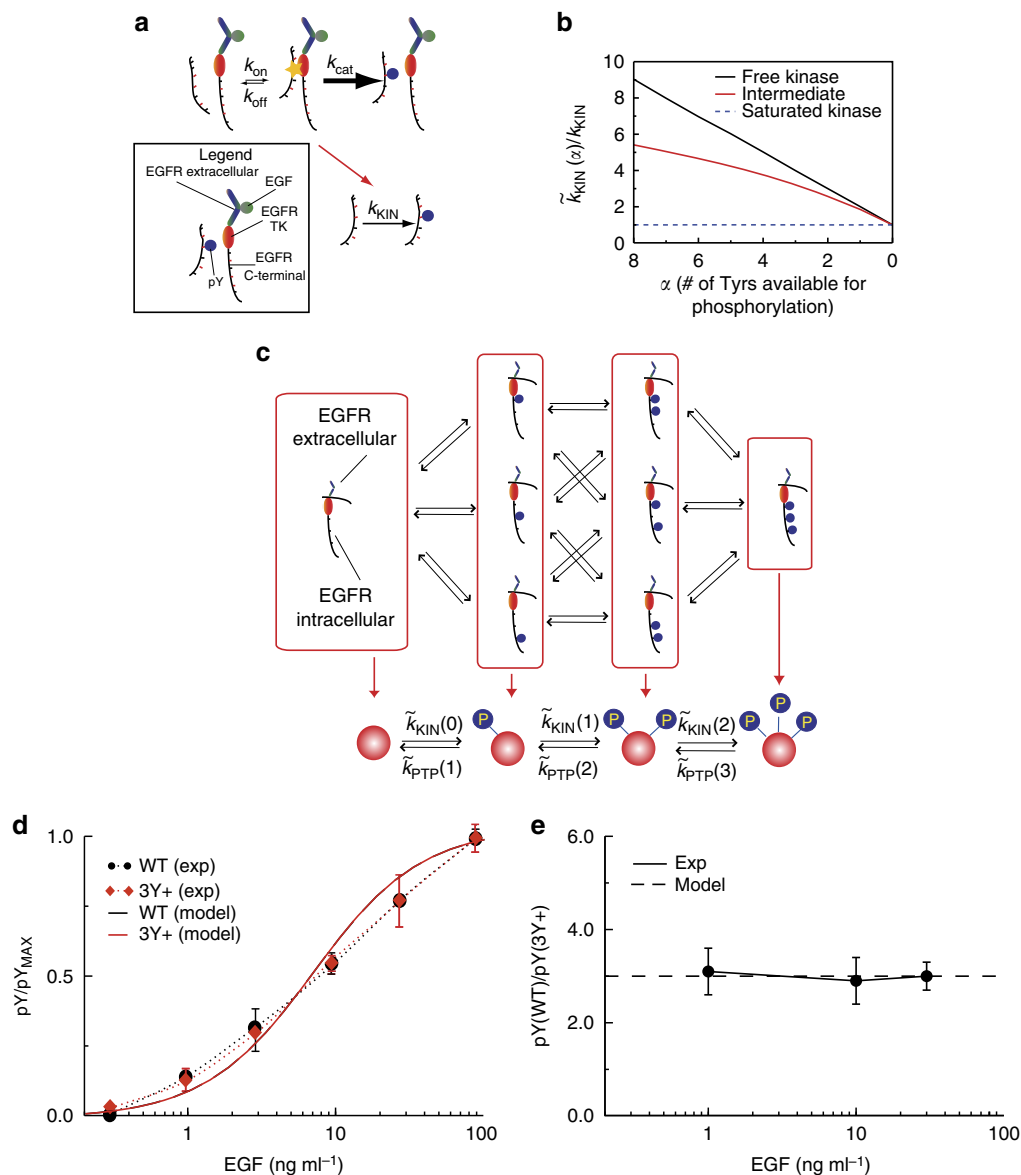 a
k_on
k_off
k_cat
Legend
EGFR extracellular
EGF
EGFR
TK
EGFR
C-terminal
pY
k_KIN
b
k̃_KIN (α)/k_KIN
10
8
6
4
2
0
Free kinase
Intermediate
Saturated kinase
8 6 4 2 0
α (# of Tyrs available for
phosphorylation)
c
EGFR
extracellular
EGFR
intracellular
P P P P P P
k̃_KIN(0) k̃_KIN(1) k̃_KIN(2)
k̃_PTP(1) k̃_PTP(2) k̃_PTP(3)
d
pY/pY_MAX
1.0
0.5
0.0
WT (exp)
3Y+ (exp)
WT (model)
3Y+ (model)
1 10 100
EGF (ng ml⁻¹)
e
pY(WT)/pY(3Y+)
6.0
4.0
2.0
0.0
Exp
Model
1 10 100
EGF (ng ml⁻¹)